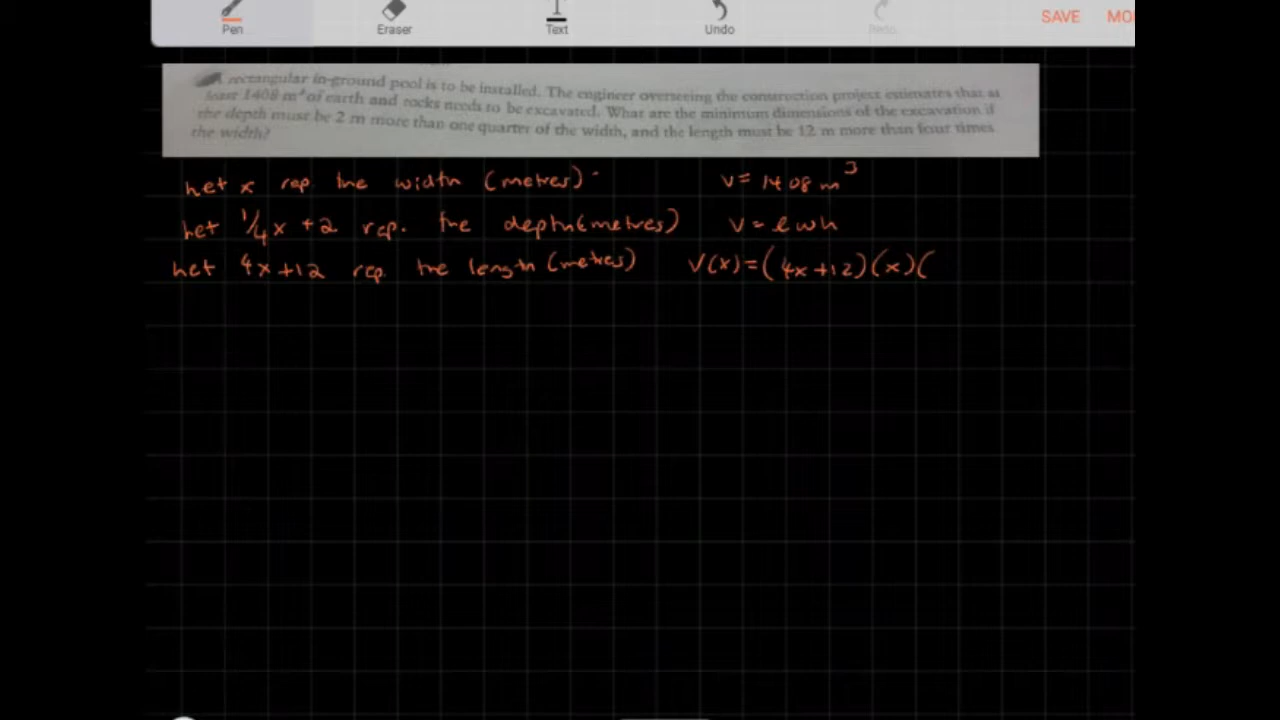 Pen Eraser Text Undo Redo SAVE MO
A rectangular in-ground pool is to be installed. The engineer overseeing the construction project estimates that at
least 1408 m³ of earth and rocks needs to be excavated. What are the minimum dimensions of the excavation if
the depth must be 2 m more than one quarter of the width, and the length must be 12 m more than four times
the width?
Let x rep. the width (metres) V = 1408 m³
Let 1/4x + 2 rep. the depth (metres) V = lwh
Let 4x+12 rep. the length (metres) V(x) = (4x+12)(x)(